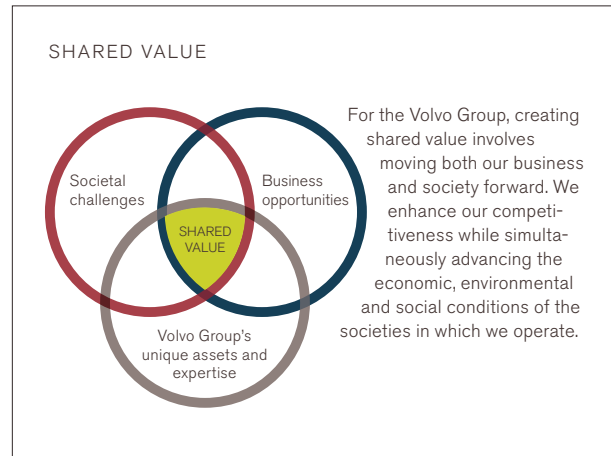 SHARED VALUE
Societal
challenges
Business
opportunities
SHARED
VALUE
Volvo Group's
unique assets and
expertise
For the Volvo Group, creating
shared value involves
moving both our business
and society forward. We
enhance our competi-
tiveness while simulta-
neously advancing the
economic, environmental
and social conditions of the
societies in which we operate.